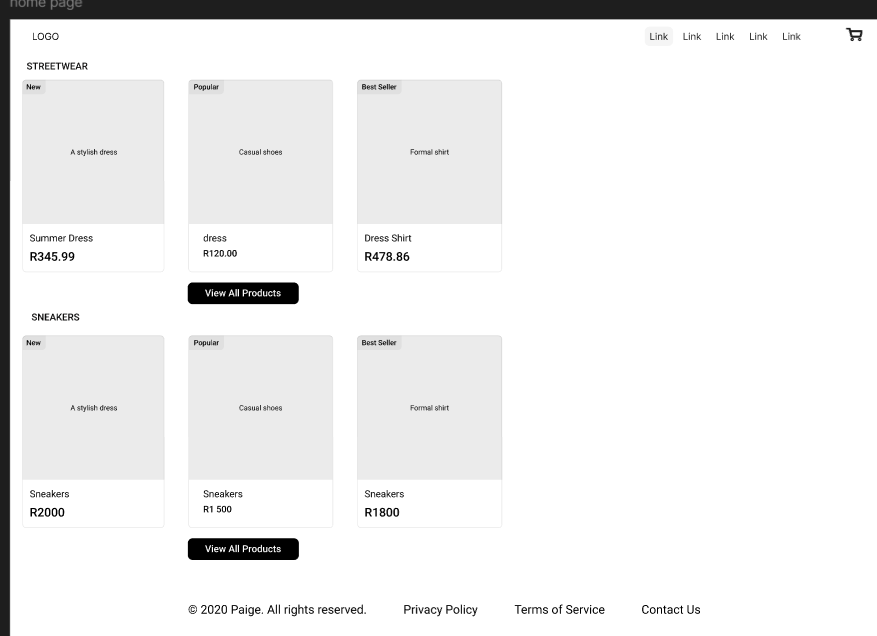 home page
LOGO
Link Link Link Link Link
STREETWEAR
New
Popular
Best Seller
A stylish dress
Casual shoes
Formal shirt
Summer Dress
R345.99
dress
R120.00
Dress Shirt
R478.86
View All Products
SNEAKERS
New
Popular
Best Seller
A stylish dress
Casual shoes
Formal shirt
Sneakers
R2000
Sneakers
R1 500
Sneakers
R1800
View All Products
© 2020 Paige. All rights reserved. Privacy Policy Terms of Service Contact Us